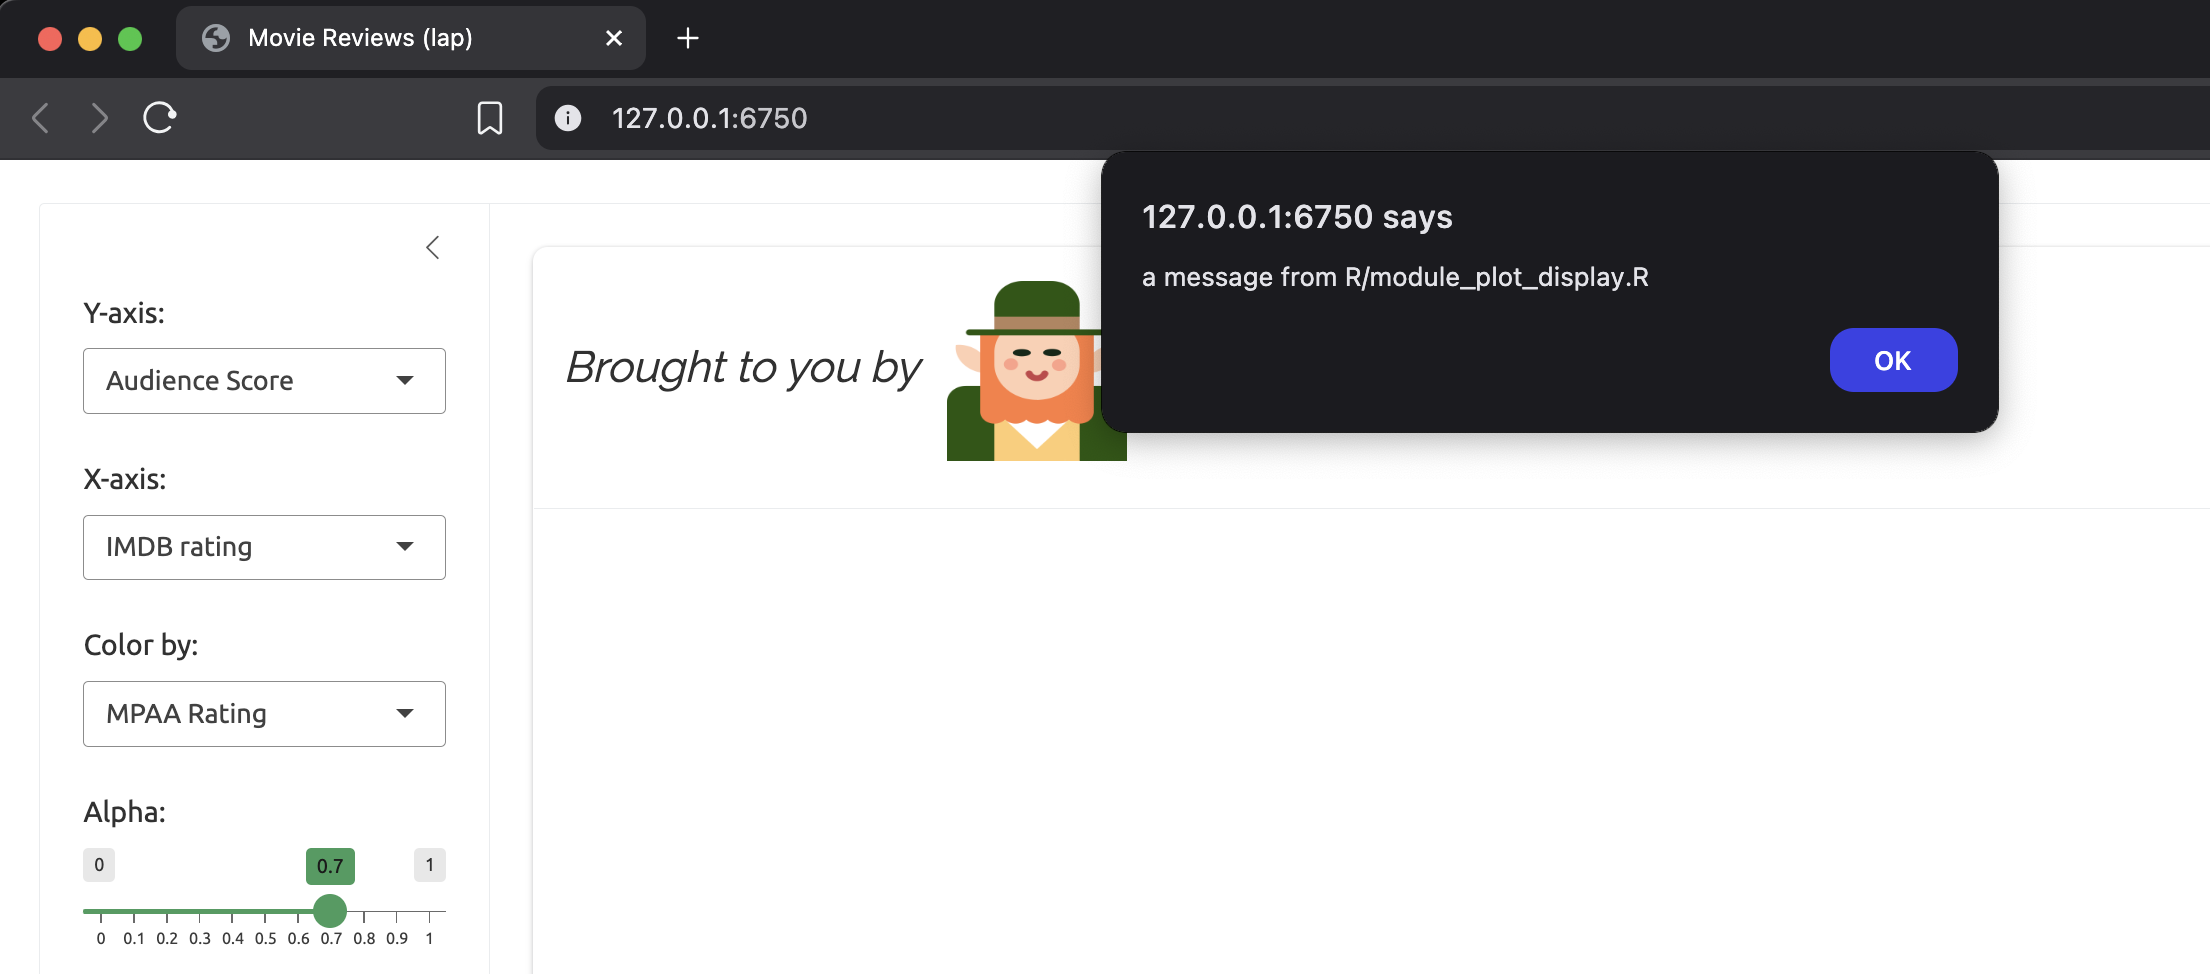 Movie Reviews (lap)
127.0.0.1:6750
127.0.0.1:6750 says
a message from R/module_plot_display.R
OK
Brought to you by
Y-axis:
Audience Score
X-axis:
IMDB rating
Color by:
MPAA Rating
Alpha:
0 0.7 1
0 0.1 0.2 0.3 0.4 0.5 0.6 0.7 0.8 0.9 1